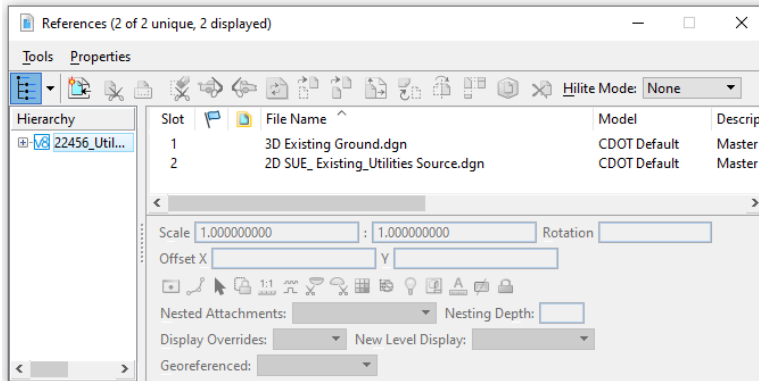 References (2 of 2 unique, 2 displayed)
Tools Properties
Hilite Mode: None
Hierarchy Slot File Name Model Descrip
22456_Util... 1 3D Existing Ground.dgn CDOT Default Master
2 2D SUE_ Existing_Utilities Source.dgn CDOT Default Master
Scale 1.000000000 : 1.000000000 Rotation
Offset X Y
1:1 A
Nested Attachments: Nesting Depth:
Display Overrides: New Level Display:
Georeferenced: